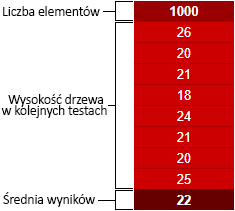 Liczba elementów 1000
26
20
21
18
Wysokość drzewa
w kolejnych testach
24
21
20
25
Średnia wyników 22